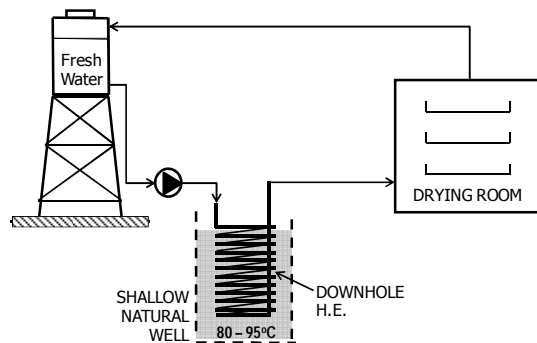 Fresh
Water
DRYING ROOM
DOWNHOLE
H.E.
SHALLOW
NATURAL
WELL
80 – 95ºC